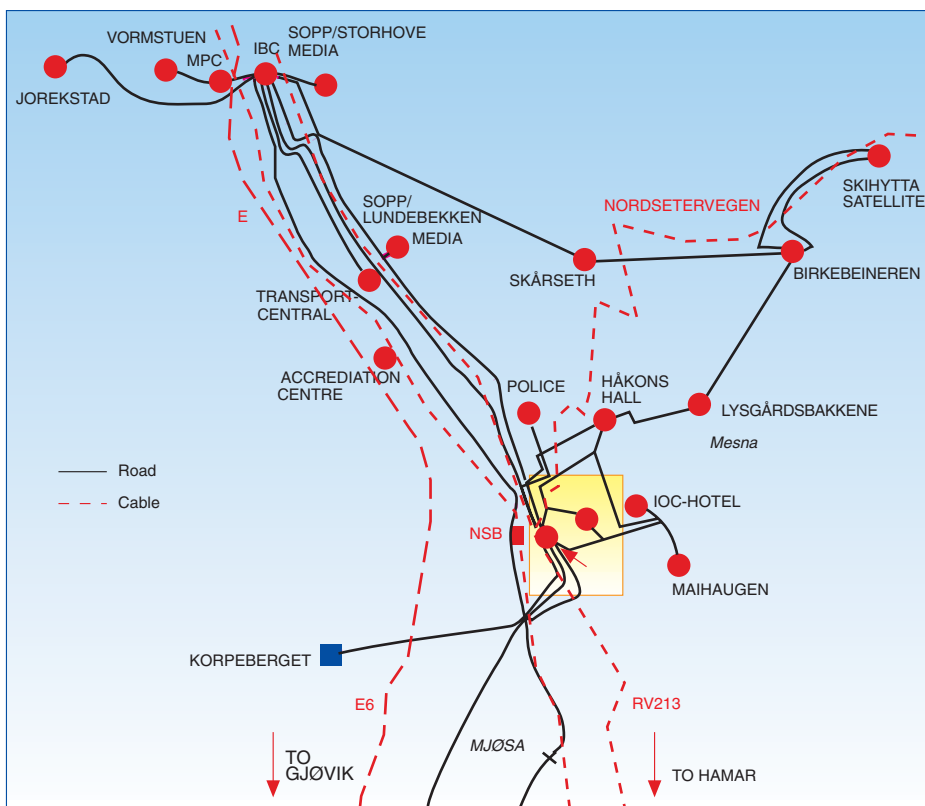 VORMSTUEN
MPC
IBC
SOPP/STORHOVE
MEDIA
JOREKSTAD
E
SOPP/
LUNDEBEKKEN
MEDIA
NORDSETERVEGEN
SKIHYTTA
SATELLITE
SKÅRSETH
BIRKEBEINEREN
TRANSPORT-
CENTRAL
ACCREDIATION
CENTRE
POLICE
HÅKONS
HALL
LYSGÅRDSBAKKENE
Mesna
Road
Cable
IOC-HOTEL
NSB
MAIHAUGEN
KORPEBERGET
E6
RV213
MJØSA
TO
GJØVIK
TO HAMAR